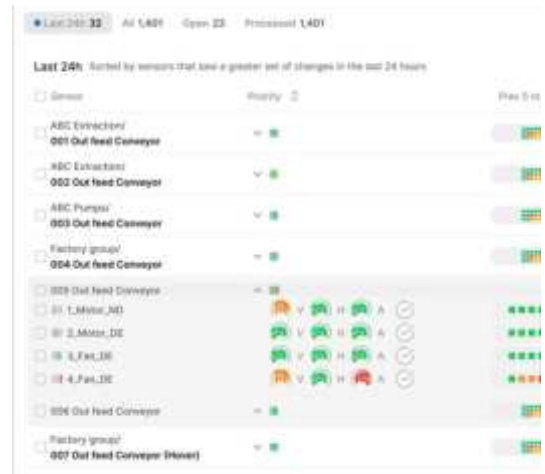 Last 24h 32 All 1,401 Open 23 Processed 1,401
Last 24h Sorted by sensors that saw a greater set of changes in the last 24 hours
Sensor Priority Prev 5
ABC Extraction/
001 Out feed Conveyor
ABC Extraction/
002 Out feed Conveyor
ABC Pumps/
003 Out feed Conveyor
Factory group/
004 Out feed Conveyor
005 Out feed Conveyor
1_Motor_ND V H A
2_Motor_DE V H A
3_Fan_DE V H A
4_Fan_DE V H A
006 Out feed Conveyor
Factory group/
007 Out feed Conveyor (Hover)